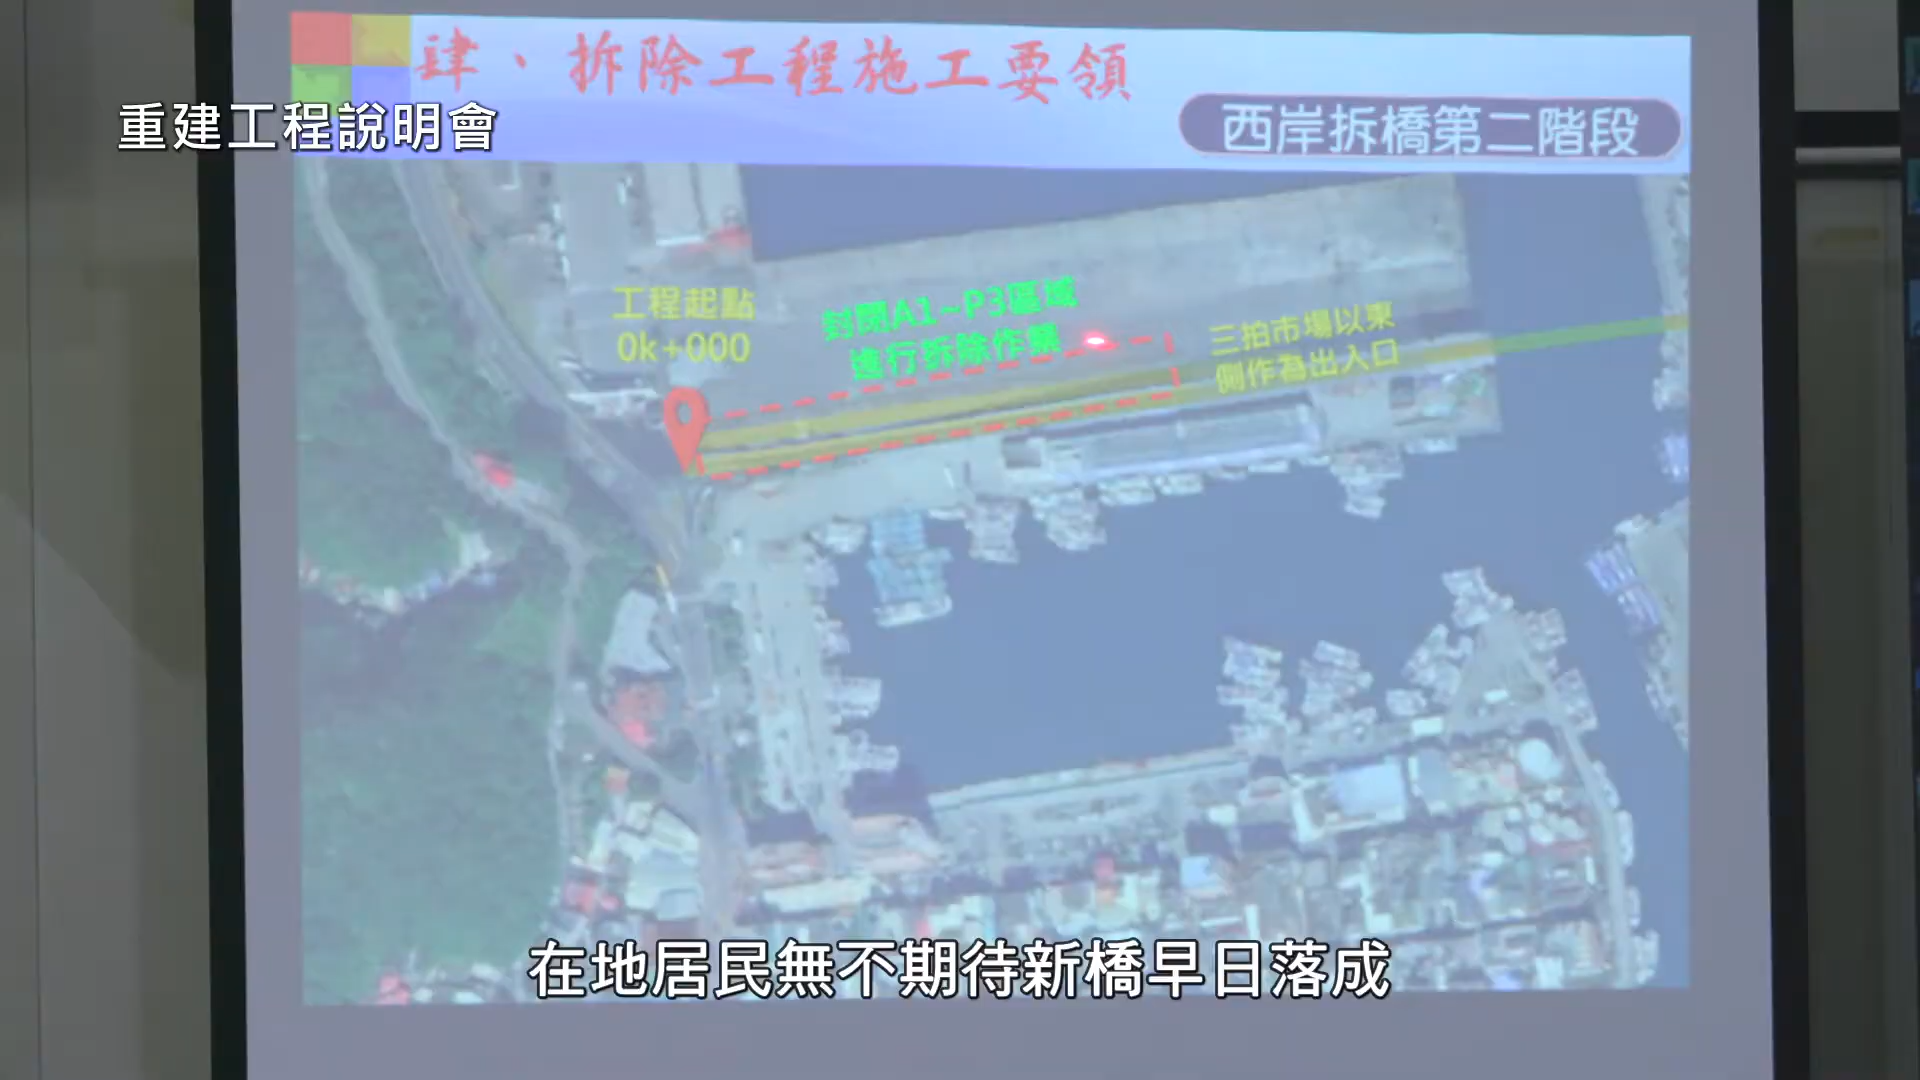 肆、拆除工程施工要領
重建工程說明會
西岸拆橋第二階段
工程起點
0k+000
封閉A1~P3區域
進行拆除作業
三拍市場以東
側作為出入口
在地居民無不期待新橋早日落成